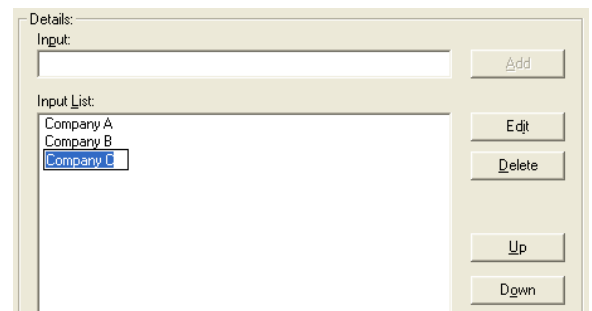 Details:
Input:
Add
Input List:
Company A
Company B
Company C
Edit
Delete
Up
Down